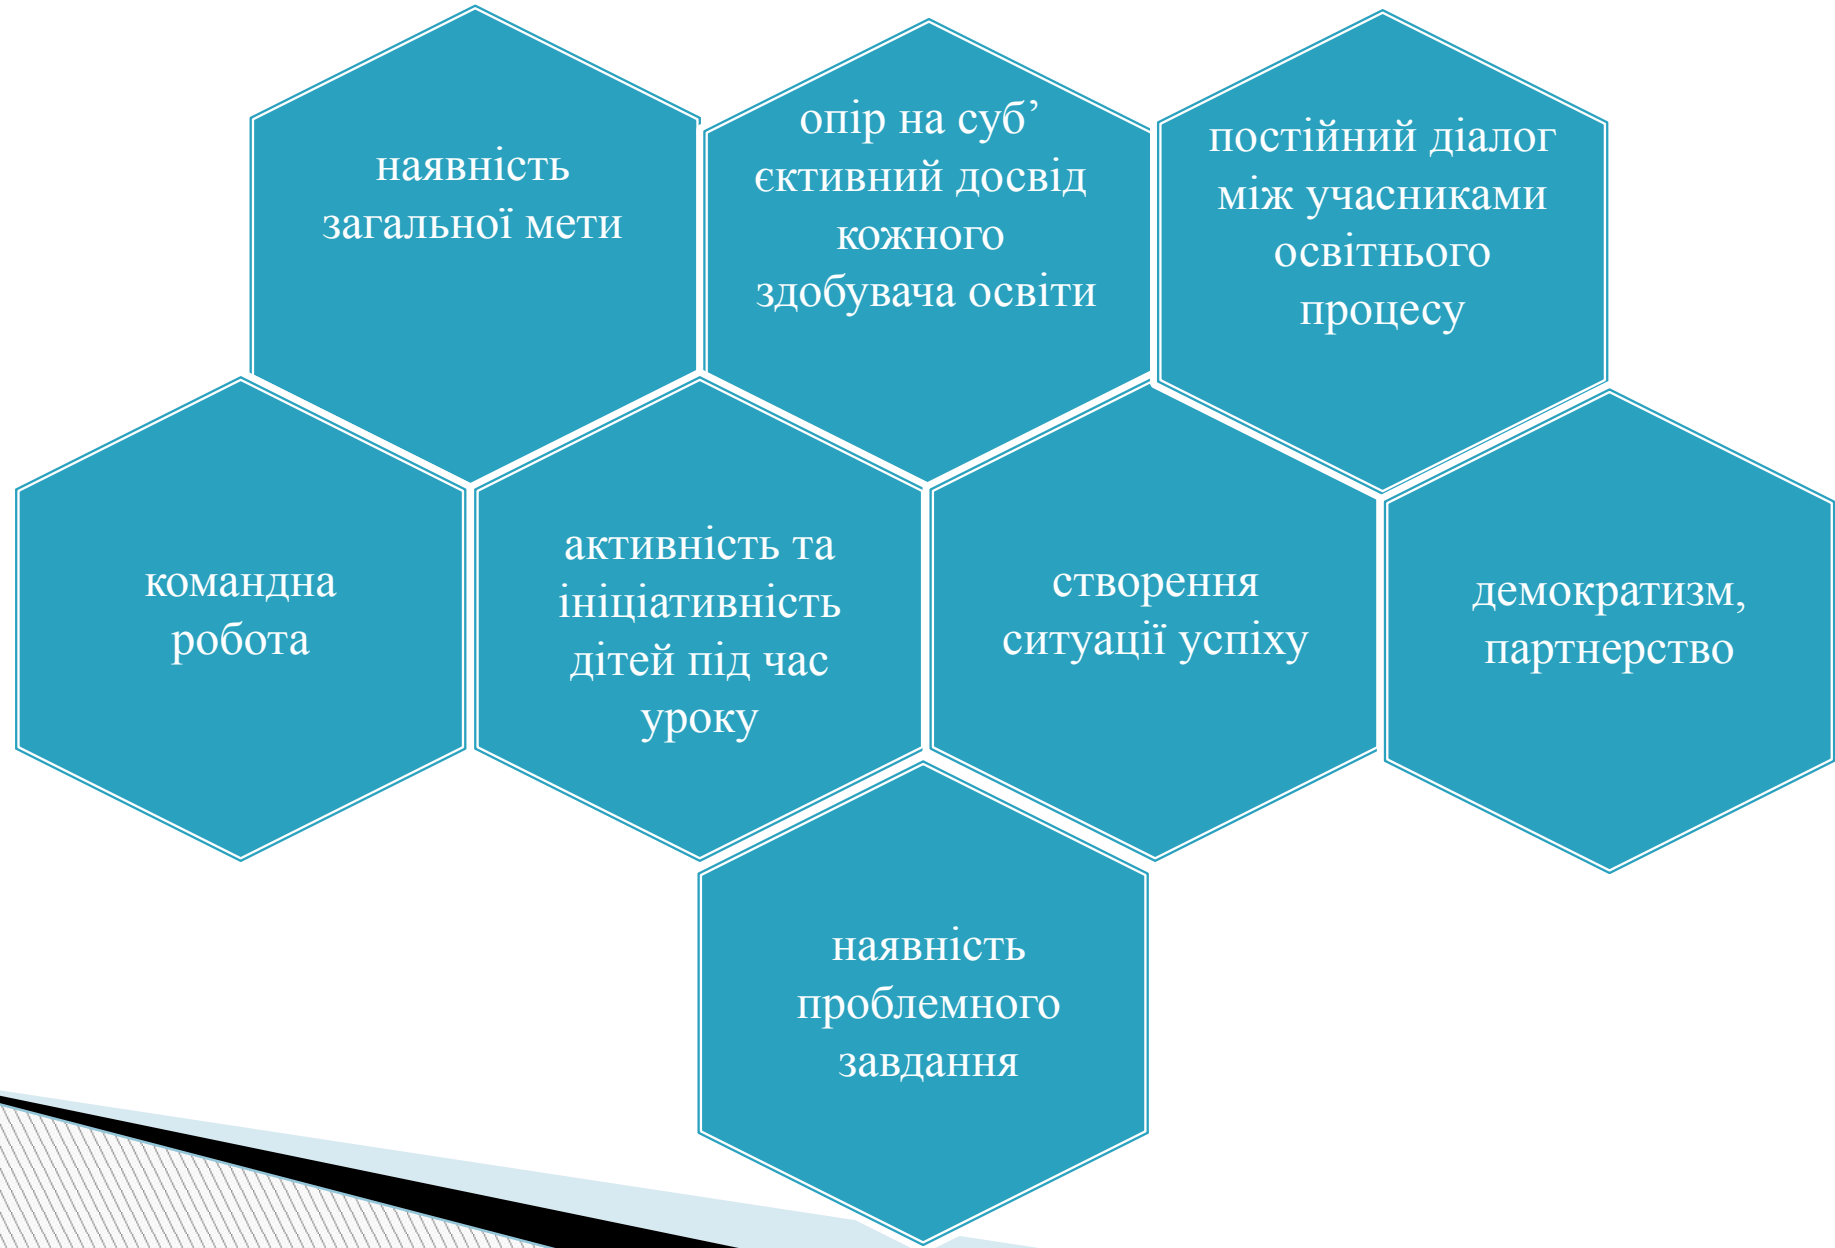 наявність
загальної мети
опір на суб’
єктивний досвід
кожного
здобувача освіти
постійний діалог
між учасниками
освітнього
процесу
командна
робота
активність та
ініціативність
дітей під час
уроку
створення
ситуації успіху
демократизм,
партнерство
наявність
проблемного
завдання